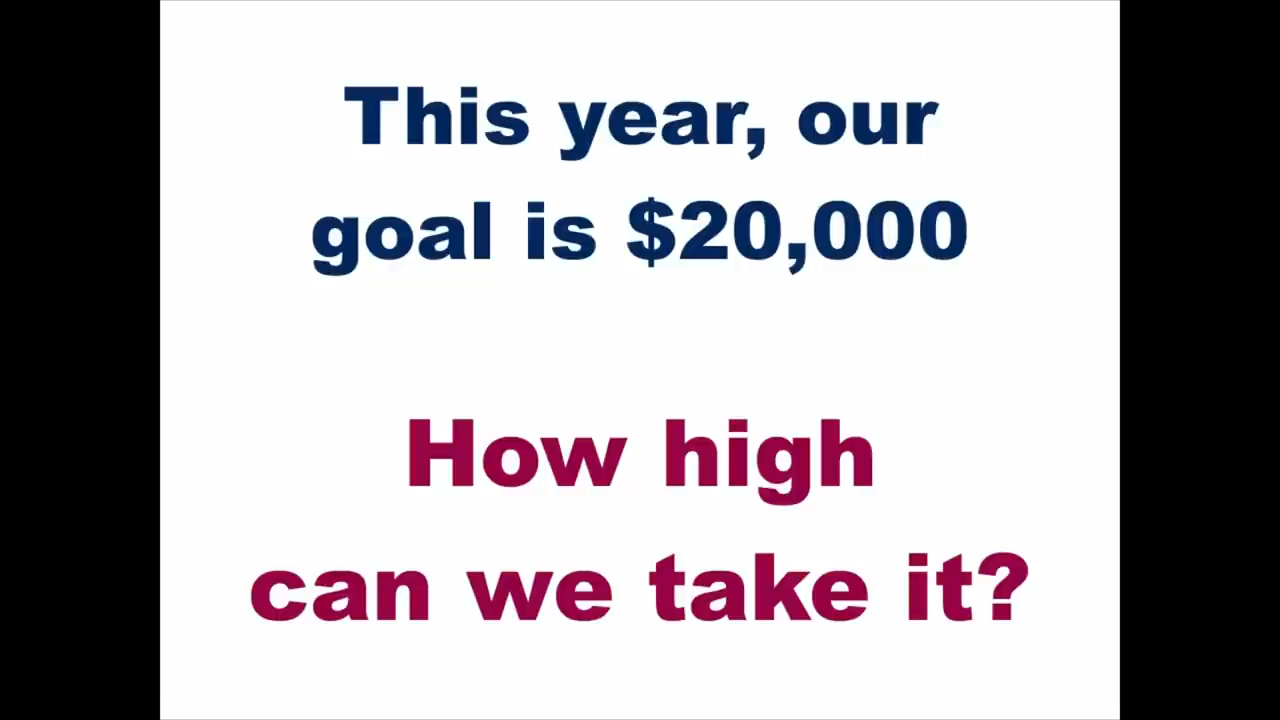 This year, our
goal is $20,000
How high
can we take it?